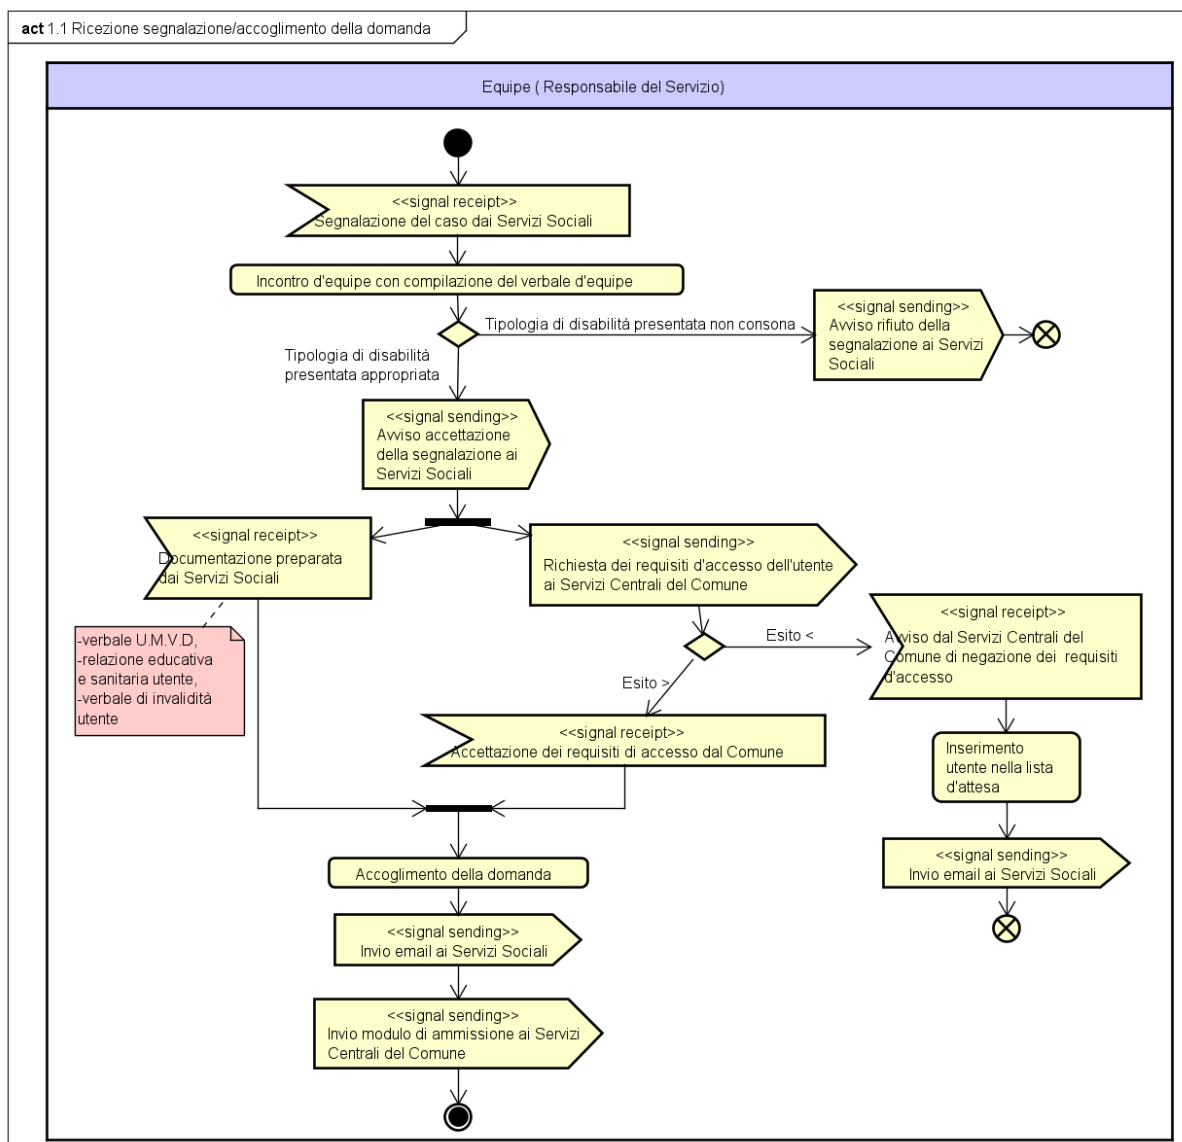 act 1.1 Ricezione segnalazione/accoglimento della domanda
Equipe ( Responsabile del Servizio)
<<signal receipt>>
Segnalazione del caso dai Servizi Sociali
Incontro d'equipe con compilazione del verbale d'equipe
Tipologia di disabilità presentata non consona
<<signal sending>>
Avviso rifiuto della
segnalazione ai Servizi
Sociali
Tipologia di disabilità
presentata appropriata
<<signal sending>>
Avviso accettazione
della segnalazione ai
Servizi Sociali
<<signal receipt>>
Documentazione preparata
dai Servizi Sociali
<<signal sending>>
Richiesta dei requisiti d'accesso dell'utente
ai Servizi Centrali del Comune
-verbale U.M.V.D,
-relazione educativa
e sanitaria utente,
-verbale di invalidità
utente
Esito <
<<signal receipt>>
Avviso dal Servizi Centrali del
Comune di negazione dei requisiti
d'accesso
Esito >
<<signal receipt>>
Accettazione dei requisiti di accesso dal Comune
Inserimento
utente nella lista
d'attesa
<<signal sending>>
Invio email ai Servizi Sociali
Accoglimento della domanda
<<signal sending>>
Invio email ai Servizi Sociali
<<signal sending>>
Invio modulo di ammissione ai Servizi
Centrali del Comune